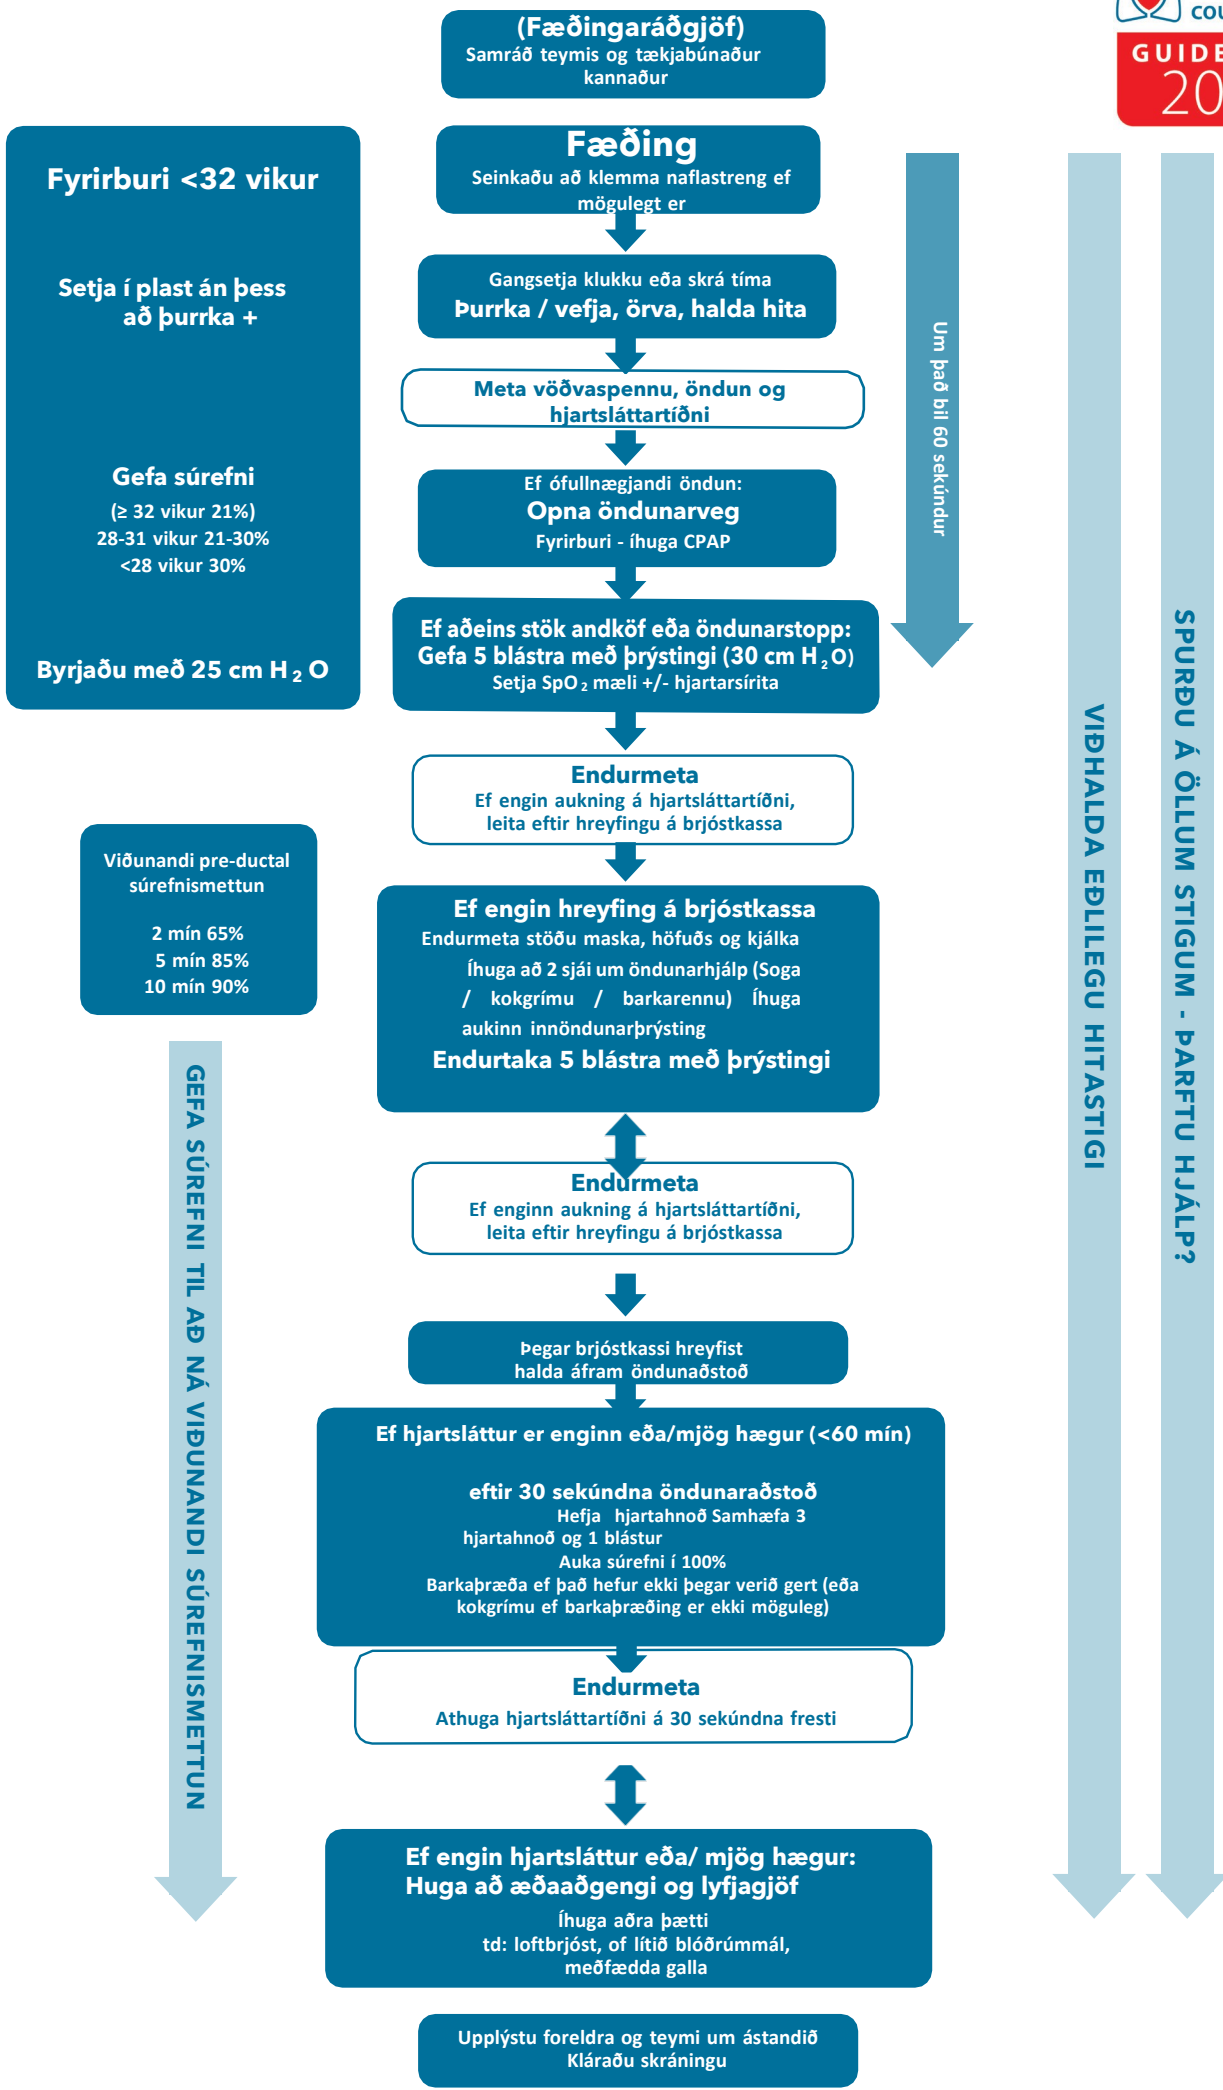 (Fæðingaráðgjöf)
Samráð teymis og tækjabúnaður
kannaður
GUIDE
20
Fæðing
Seinkaðu að klemma naflastreng ef
mögulegt er
Fyrirburi <32 vikur
Setja í plast án þess
að þurrka +
Gefa súrefni
(≥ 32 vikur 21%)
28-31 vikur 21-30%
<28 vikur 30%
Byrjaðu með 25 cm H₂O
Gangsetja klukku eða skrá tíma
Þurrka / vefja, örva, halda hita
Meta vöðvaspennu, öndun og
hjartsláttartíðni
Ef ófullnægjandi öndun:
Opna öndunarveg
Fyrirburi - íhuga CPAP
Ef aðeins stök andköf eða öndunarstopp:
Gefa 5 blástra með þrýstingi (30 cm H₂O)
Setja SpO₂ mæli +/- hjartarsírita
Um það bil 60 sekúndur
Endurmeta
Ef engin aukning á hjartsláttartíðni,
leita eftir hreyfingu á brjóstkassa
Viðunandi pre-ductal
súrefnismettun
2 mín 65%
5 mín 85%
10 mín 90%
Ef engin hreyfing á brjóstkassa
Endurmeta stöðu maska, höfuðs og kjálka
Íhuga að 2 sjái um öndunarhjálp (Soga
/ kokgrímu / barkarennu) Íhuga
aukinn innöndunarþrýsting
Endurtaka 5 blástra með þrýstingi
Endurmeta
Ef enginn aukning á hjartsláttartíðni,
leita eftir hreyfingu á brjóstkassa
Þegar brjóstkassi hreyfist
halda áfram öndunaðstoð
Ef hjartsláttur er enginn eða/mjög hægur (<60 mín)
eftir 30 sekúndna öndunaraðstoð
Hefja hjartahnoð Samhæfa 3
hjartahnoð og 1 blástur
Auka súrefni í 100%
Barkaþræða ef það hefur ekki þegar verið gert (eða
kokgrímu ef barkaþræðing er ekki möguleg)
Endurmeta
Athuga hjartsláttartíðni á 30 sekúndna fresti
Ef engin hjartsláttur eða/ mjög hægur:
Huga að æðaaðgengi og lyfjagjöf
Íhuga aðra þætti
td: loftbrjóst, of lítið blóðrúmmál,
meðfædda galla
Upplýstu foreldra og teymi um ástandið
Kláraðu skráningu
GEFA SÚREFNI TIL AÐ NÁ VIÐUNANDI SÚREFNISMETTUN
VIÐHALDA EÐLILEGU HITASTIGI
SPURÐU Á ÖLLUM STIGUM - ÞARFTU HJÁLP?